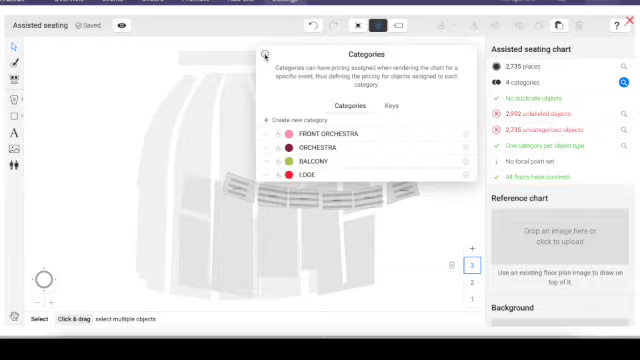 Assisted seating
Saved
Categories
Categories can have pricing assigned when rendering the chart for a
specific event, thus defining the pricing for objects assigned to each
category.
Categories
Keys
+ Create new category
FRONT ORCHESTRA
ORCHESTRA
BALCONY
LOGE
+
3
2
1
Select
Click & drag
select multiple objects
Assisted seating chart
2,735 places
4 categories
No duplicate objects
2,992 unlabeled objects
2,735 uncategorized objects
One category per object type
No focal point set
All floors have contents
Reference chart
Drop an image here or
click to upload
Use an existing floor plan image to draw on
top of it.
Background